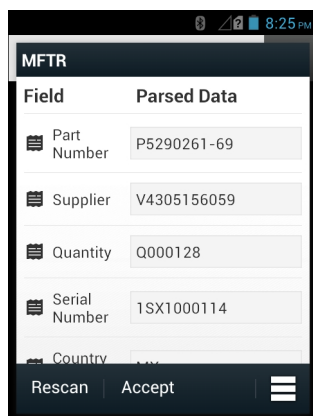 8:25 PM
MFTR
Field Parsed Data
Part Number P5290261-69
Supplier V4305156059
Quantity Q000128
Serial Number 1SX1000114
Country
Rescan Accept